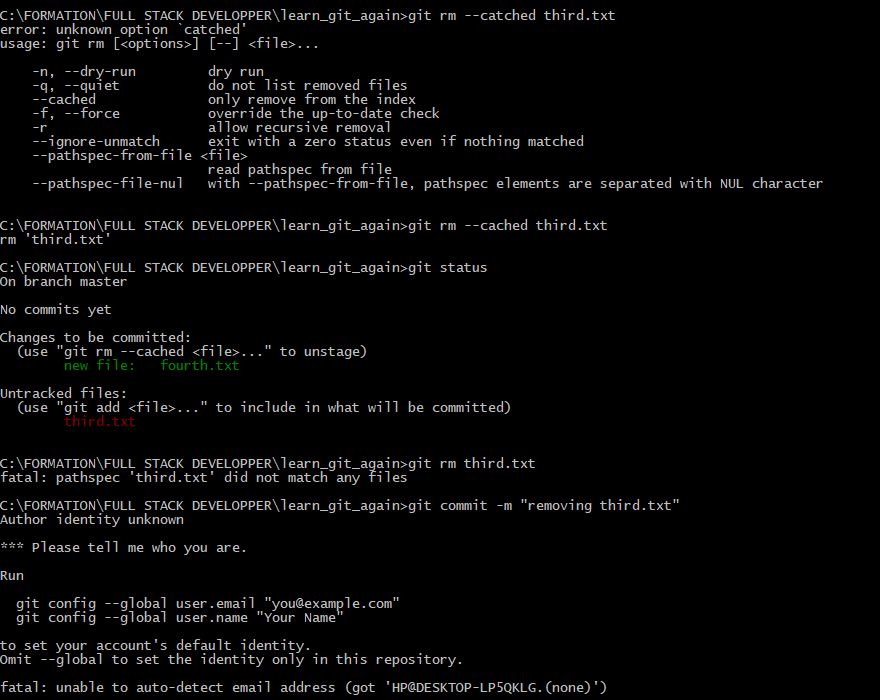 C:\FORMATION\FULL STACK DEVELOPPER\learn_git_again>git rm --catched third.txt
error: unknown option `catched'
usage: git rm [<options>] [--] <file>...
-n, --dry-run dry run
-q, --quiet do not list removed files
--cached only remove from the index
-f, --force override the up-to-date check
-r allow recursive removal
--ignore-unmatch exit with a zero status even if nothing matched
--pathspec-from-file <file>
read pathspec from file
--pathspec-file-nul with --pathspec-from-file, pathspec elements are separated with NUL character
C:\FORMATION\FULL STACK DEVELOPPER\learn_git_again>git rm --cached third.txt
rm 'third.txt'
C:\FORMATION\FULL STACK DEVELOPPER\learn_git_again>git status
On branch master
No commits yet
Changes to be committed:
(use "git rm --cached <file>..." to unstage)
new file: fourth.txt
Untracked files:
(use "git add <file>..." to include in what will be committed)
third.txt
C:\FORMATION\FULL STACK DEVELOPPER\learn_git_again>git rm third.txt
fatal: pathspec 'third.txt' did not match any files
C:\FORMATION\FULL STACK DEVELOPPER\learn_git_again>git commit -m "removing third.txt"
Author identity unknown
*** Please tell me who you are.
Run
git config --global user.email "you@example.com"
git config --global user.name "Your Name"
to set your account's default identity.
Omit --global to set the identity only in this repository.
fatal: unable to auto-detect email address (got 'HP@DESKTOP-LP5QKLG.(none)')